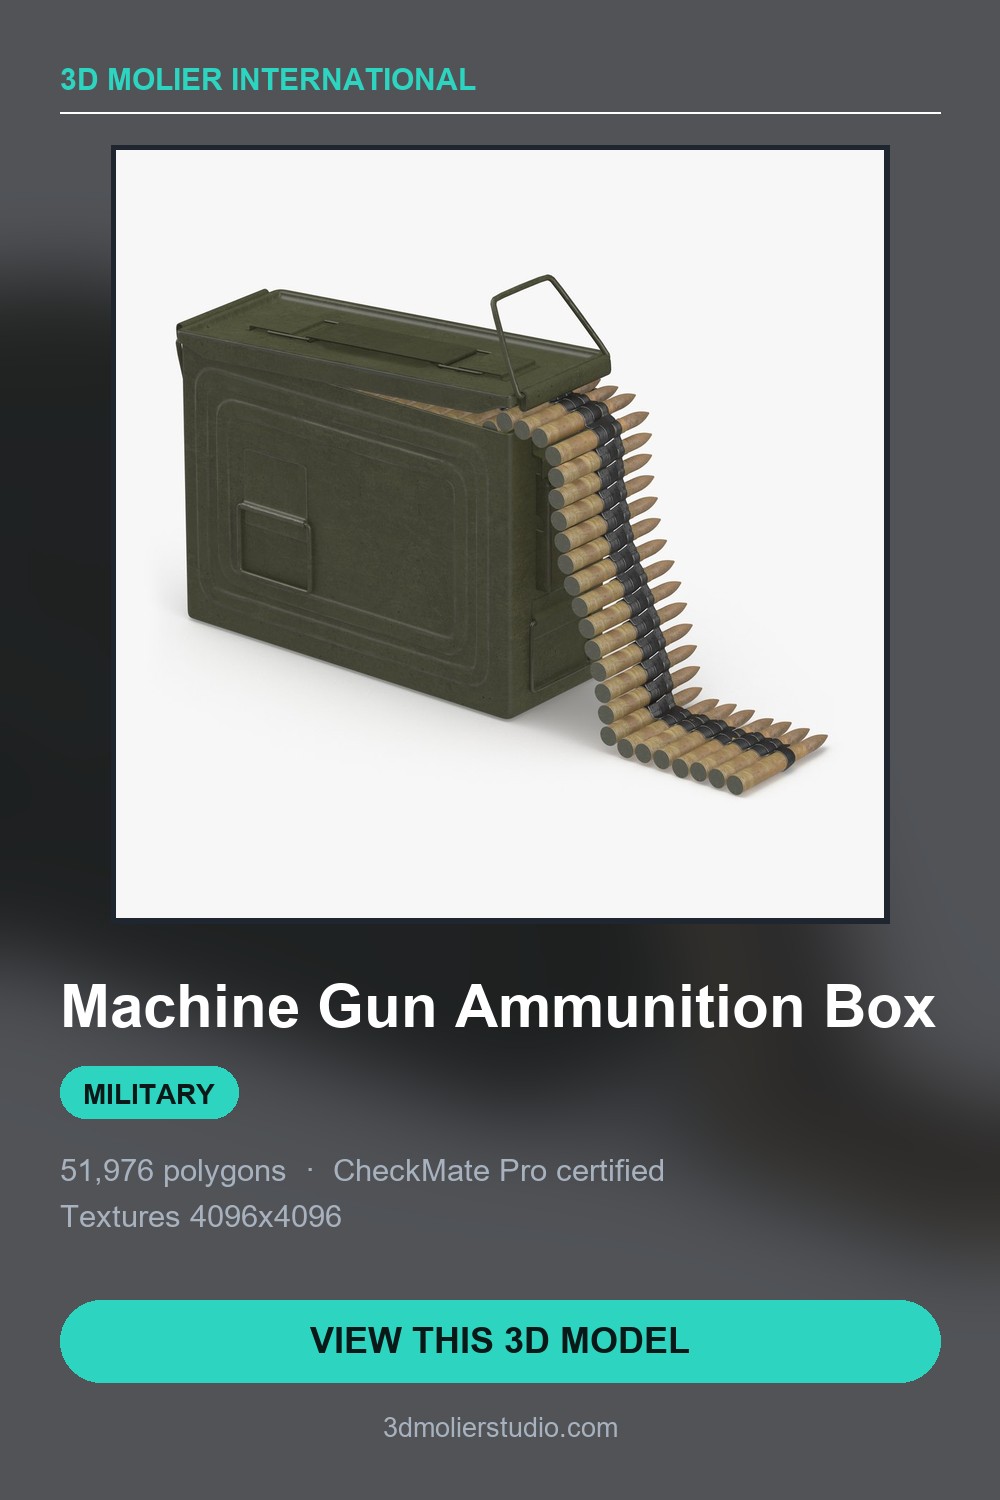 3D MOLIER INTERNATIONAL
Machine Gun Ammunition Box
MILITARY
51,976 polygons · CheckMate Pro certified
Textures 4096x4096
VIEW THIS 3D MODEL
3dmolierstudio.com